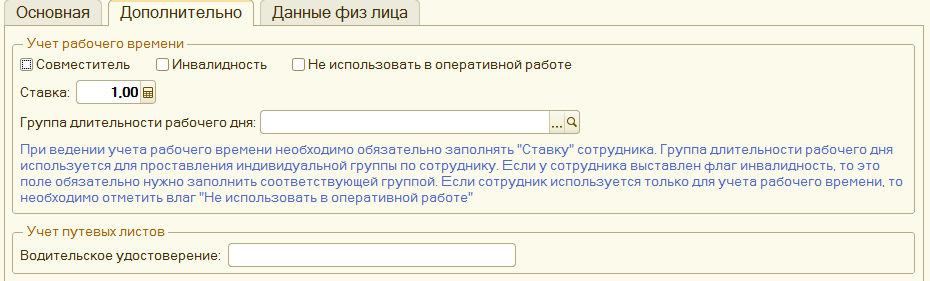 Основная Дополнительно Данные физ лица
Учет рабочего времени
Совместитель Инвалидность Не использовать в оперативной работе
Ставка: 1,00
Группа длительности рабочего дня: ...
При ведении учета рабочего времени необходимо обязательно заполнять "Ставку" сотрудника. Группа длительности рабочего дня
используется для проставления индивидуальной группы по сотруднику. Если у сотрудника выставлен флаг инвалидность, то это
поле обязательно нужно заполнить соответствующей группой. Если сотрудник используется только для учета рабочего времени, то
необходимо отметить влаг "Не использовать в оперативной работе"
Учет путевых листов
Водительское удостоверение: